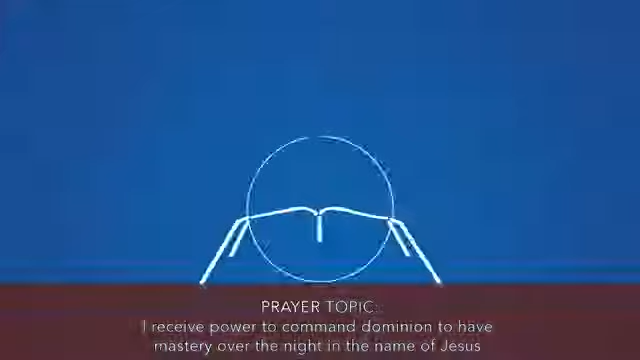 PRAYER TOPIC:
I receive power to command dominion to have
mastery over the night in the name of Jesus